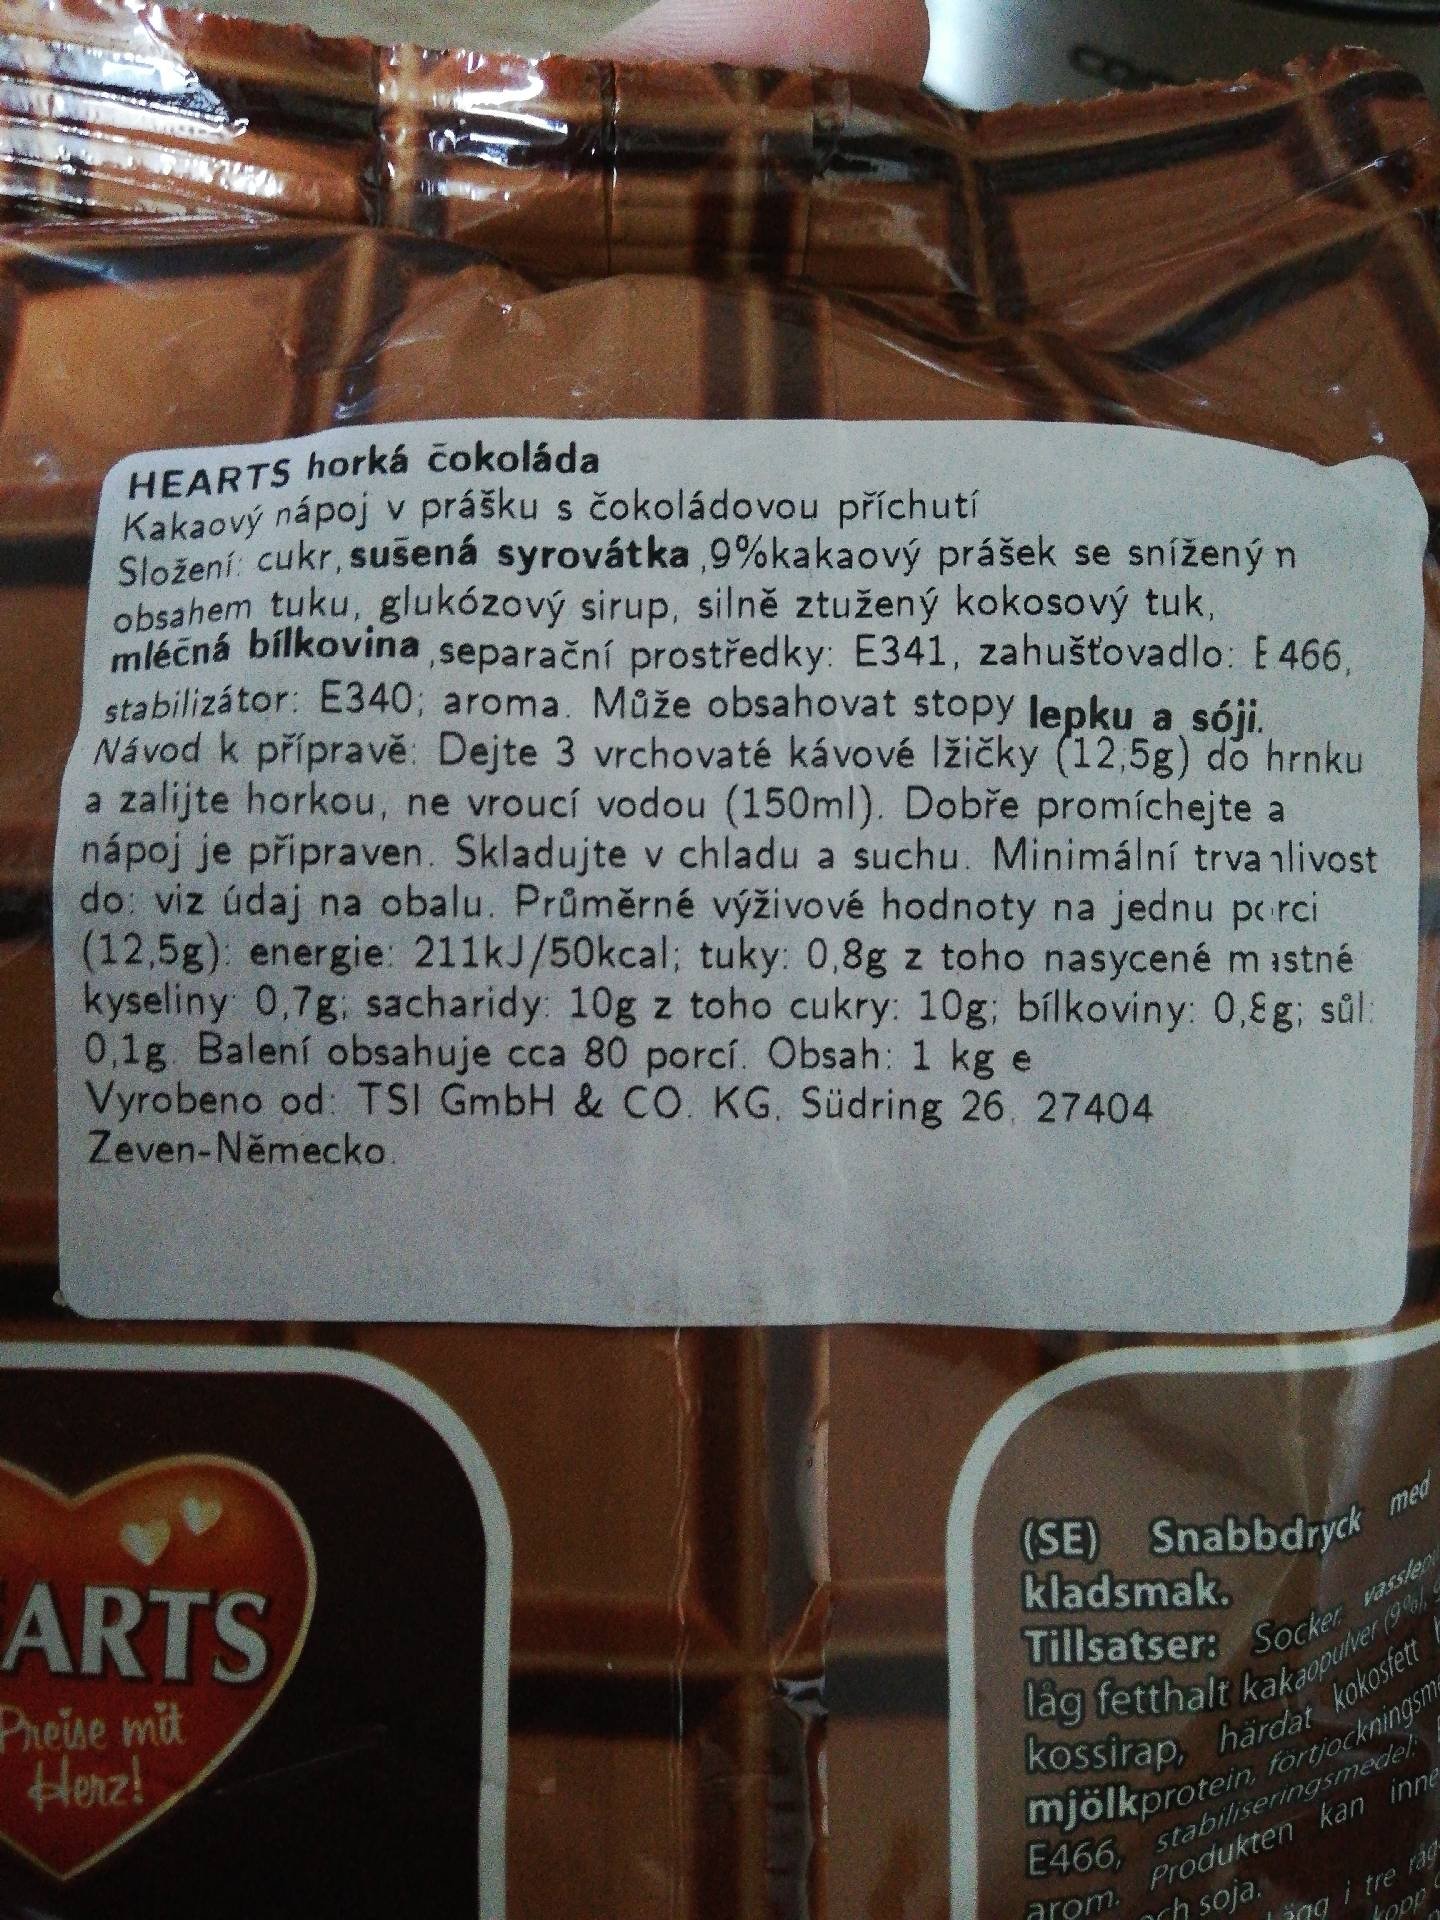 HEARTS horká čokoláda
Kakaový nápoj v prášku s čokoládovou příchutí
Složení: cukr, sušená syrovátka ,9%kakaový prášek se sníženým
obsahem tuku, glukózový sirup, silně ztužený kokosový tuk,
mléčná bílkovina ,separační prostředky: E341, zahušťovadlo: E466,
stabilizátor: E340; aroma. Může obsahovat stopy lepku a sóji.
Návod k přípravě: Dejte 3 vrchovaté kávové lžičky (12,5g) do hrnku
a zalijte horkou, ne vroucí vodou (150ml). Dobře promíchejte a
nápoj je připraven. Skladujte v chladu a suchu. Minimální trvanlivost
do: viz údaj na obalu. Průměrné výživové hodnoty na jednu porci
(12,5g): energie: 211kJ/50kcal; tuky: 0,8g z toho nasycené mastné
kyseliny: 0,7g; sacharidy: 10g z toho cukry: 10g; bílkoviny: 0,8g; sůl:
0,1g. Balení obsahuje cca 80 porcí. Obsah: 1 kg e
Vyrobeno od: TSI GmbH & CO. KG, Südring 26, 27404
Zeven-Německo.
ARTS
Preise mit
Herz!
(SE) Snabbdryck med
kladsmak.
Tillsatser: Socker,
låg fetthalt kakaopulver (9%),
kossirap, härdat kokosfett
mjölkprotein,
E466, stabiliseringsmedel:
arom. Produkten kan
soja.
i tre